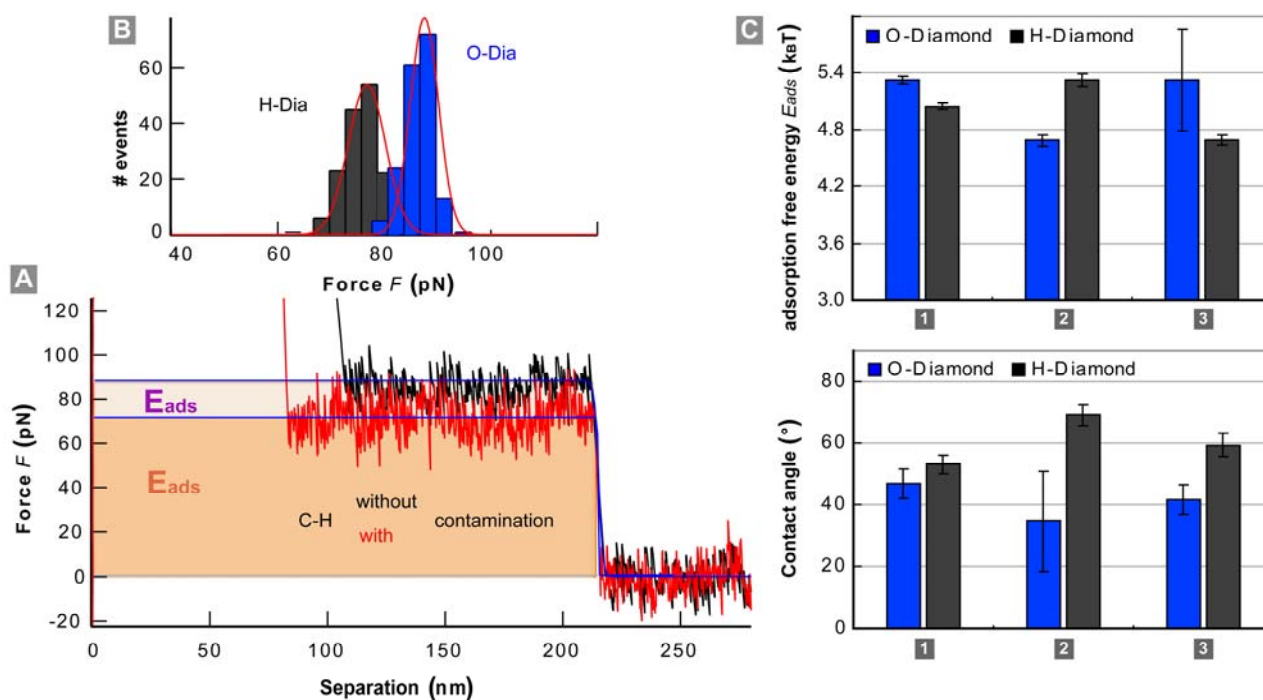 B
60
40
20
0
# events
H-Dia
O-Dia
40 60 80 100
Force F (pN)
A
120
100
80
60
40
20
0
-20
Force F (pN)
Eads
Eads
C-H without with contamination
0 50 100 150 200 250
Separation (nm)
C
O-Diamond H-Diamond
5.4
4.8
4.2
3.6
3.0
adsorption free energy Eads (kBT)
1 2 3
O-Diamond H-Diamond
80
60
40
20
0
Contact angle (°)
1 2 3